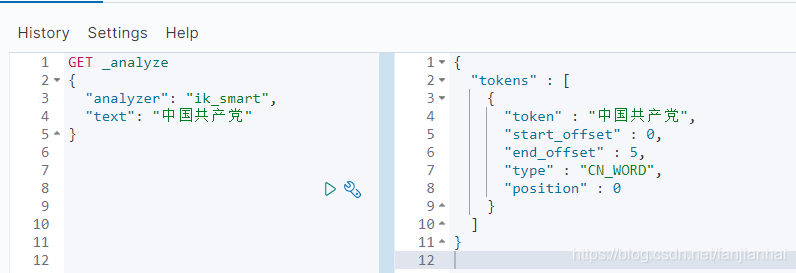 History Settings Help
1 GET _analyze
2 {
3 "analyzer": "ik_smart",
4 "text": "中国共产党"
5 }
6
7
8
9
10
11
12
1 {
2 "tokens" : [
3 {
4 "token" : "中国共产党",
5 "start_offset" : 0,
6 "end_offset" : 5,
7 "type" : "CN_WORD",
8 "position" : 0
9 }
10 ]
11 }
12
https://blog.csdn.net/lanjianhai